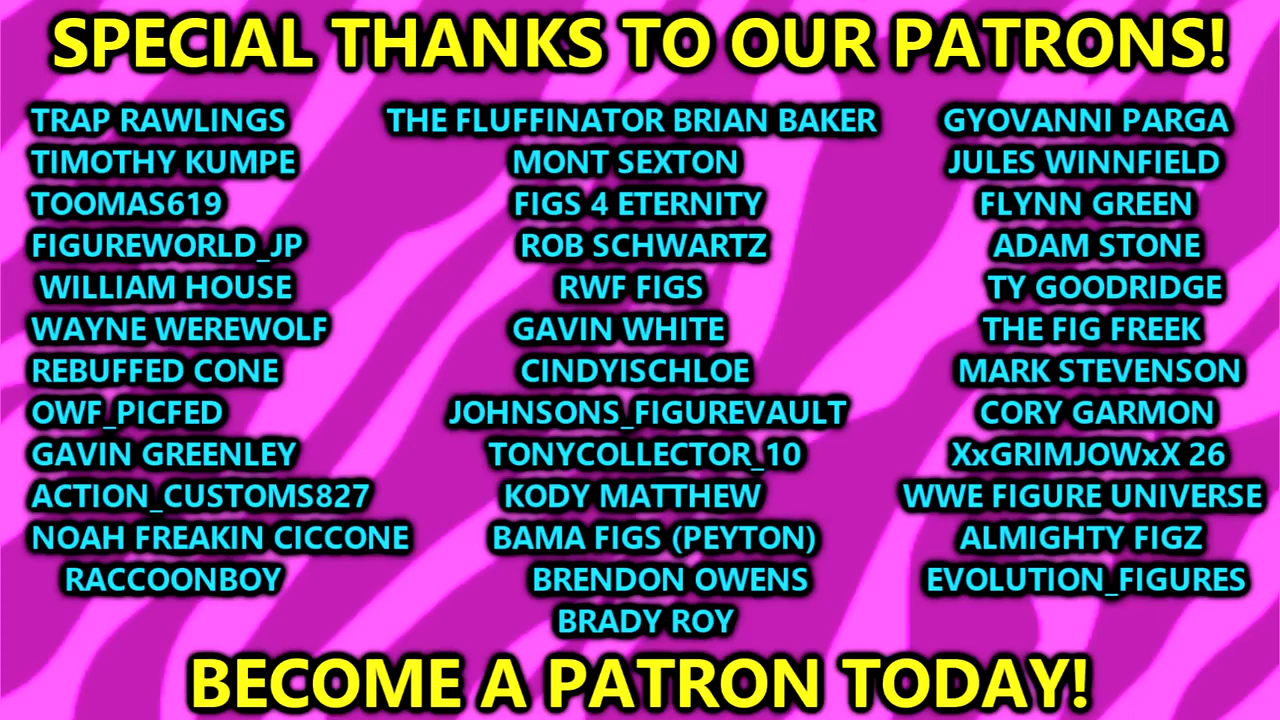 SPECIAL THANKS TO OUR PATRONS!
TRAP RAWLINGS
TIMOTHY KUMPE
TOOMAS619
FIGUREWORLD_JP
WILLIAM HOUSE
WAYNE WEREWOLF
REBUFFED CONE
OWF_PICFED
GAVIN GREENLEY
ACTION_CUSTOMS827
NOAH FREAKIN CICCONE
RACCOONBOY
THE FLUFFINATOR BRIAN BAKER
MONT SEXTON
FIGS 4 ETERNITY
ROB SCHWARTZ
RWF FIGS
GAVIN WHITE
CINDYISCHLOE
JOHNSONS_FIGUREVAULT
TONYCOLLECTOR_10
KODY MATTHEW
BAMA FIGS (PEYTON)
BRENDON OWENS
BRADY ROY
GYOVANNI PARGA
JULES WINNFIELD
FLYNN GREEN
ADAM STONE
TY GOODRIDGE
THE FIG FREEK
MARK STEVENSON
CORY GARMON
XxGRIMJOWxX 26
WWE FIGURE UNIVERSE
ALMIGHTY FIGZ
EVOLUTION_FIGURES
BECOME A PATRON TODAY!